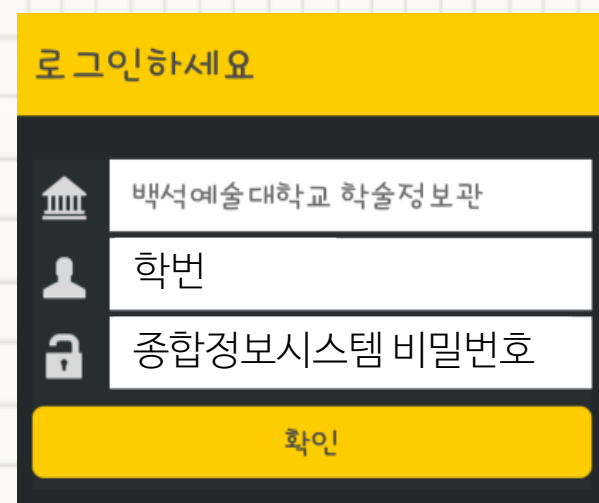 로그인하세요
백석예술대학교 학술정보관
학번
종합정보시스템 비밀번호
확인